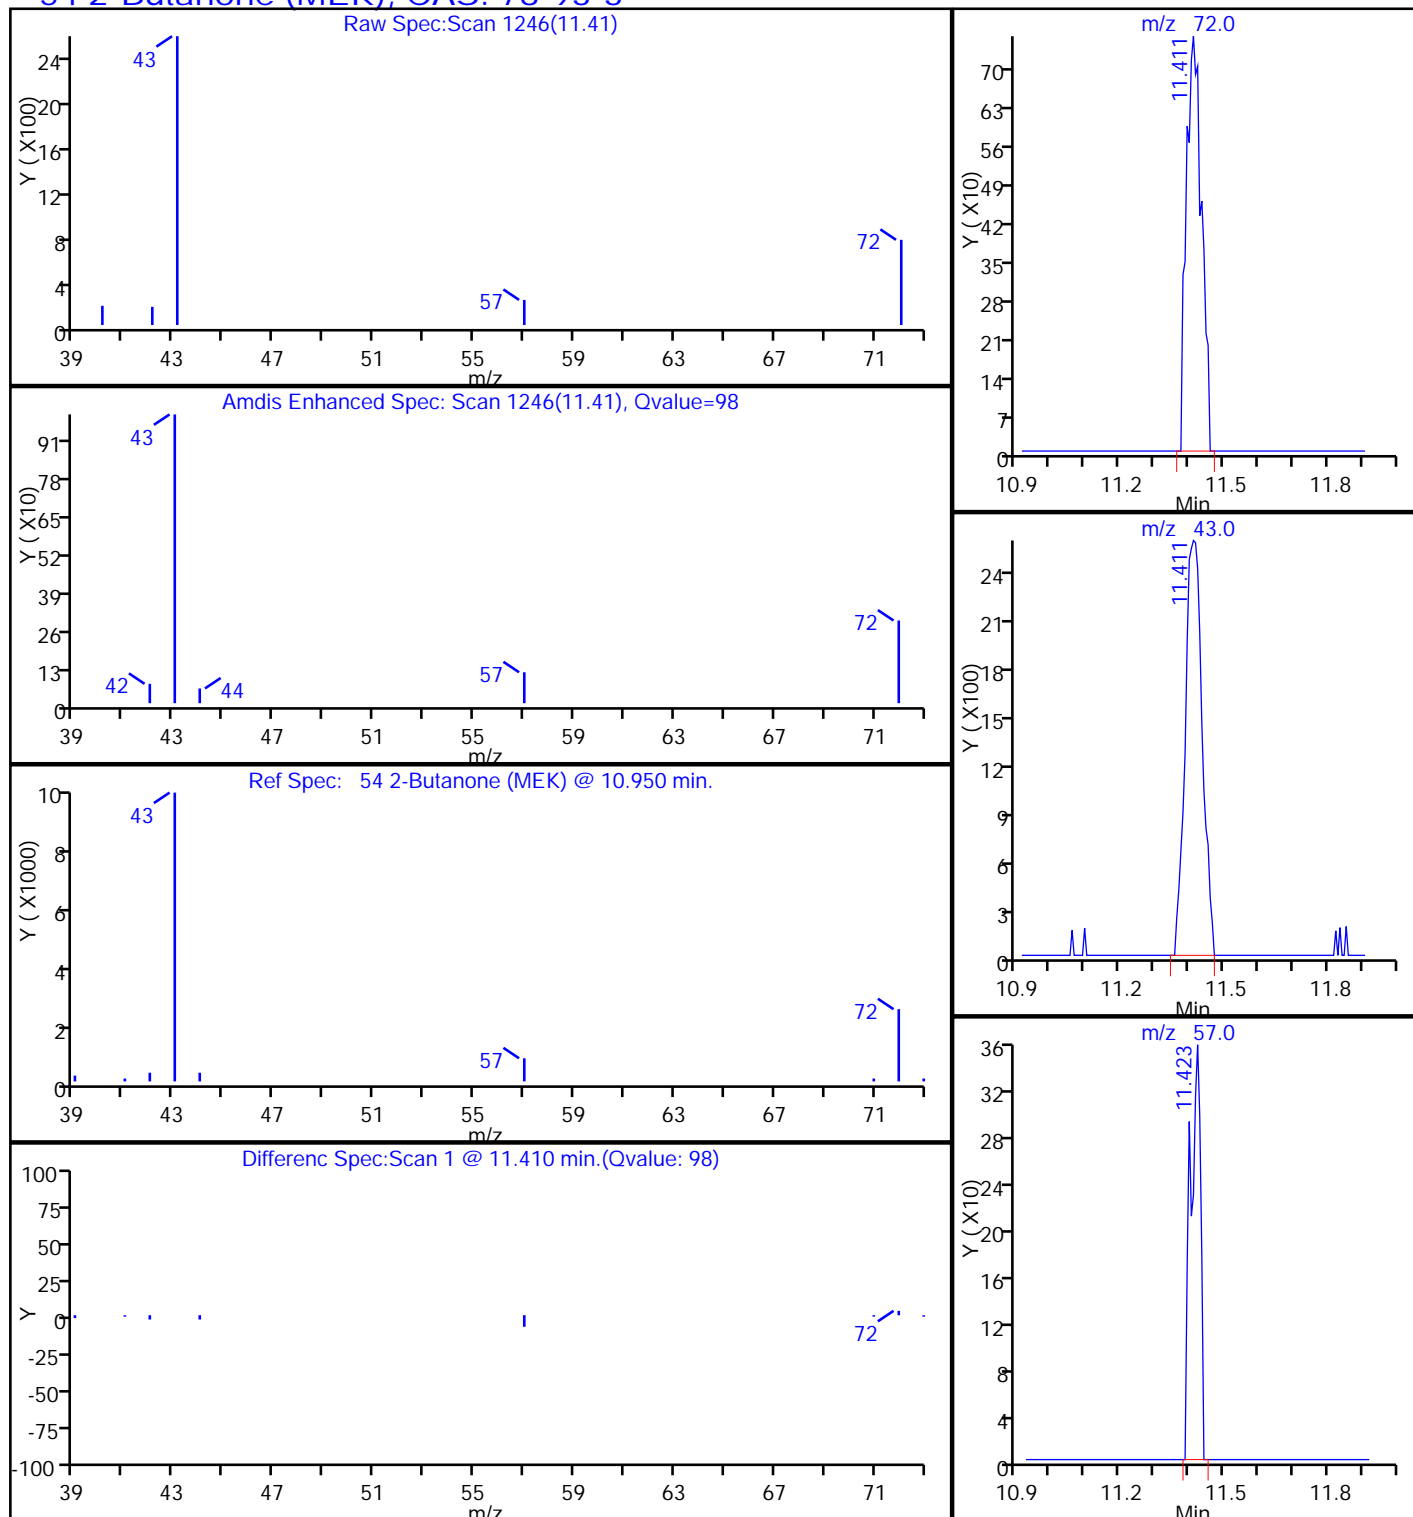 54 2-Butanone (MEK), CAS: 78-93-3
Raw Spec:Scan 1246(11.41)
Y ( X100)
24
20
16
12
8
4
0
43
57
72
39 43 47 51 55 59 63 67 71
m/z
Amdis Enhanced Spec: Scan 1246(11.41), Qvalue=98
Y ( X10)
91
78
65
52
39
26
13
0
43
42
44
57
72
39 43 47 51 55 59 63 67 71
m/z
Ref Spec: 54 2-Butanone (MEK) @ 10.950 min.
Y ( X1000)
10
8
6
4
2
0
43
57
72
39 43 47 51 55 59 63 67 71
m/z
Differenc Spec:Scan 1 @ 11.410 min.(Qvalue: 98)
Y
100
75
50
25
0
-25
-50
-75
-100
72
39 43 47 51 55 59 63 67 71
m/z
m/z 72.0
Y ( X10)
70
63
56
49
42
35
28
21
14
7
0
11.411
10.9 11.2 11.5 11.8
Min
m/z 43.0
Y ( X100)
24
21
18
15
12
9
6
3
0
11.411
10.9 11.2 11.5 11.8
Min
m/z 57.0
Y ( X10)
36
32
28
24
20
16
12
8
4
0
11.423
10.9 11.2 11.5 11.8
Min